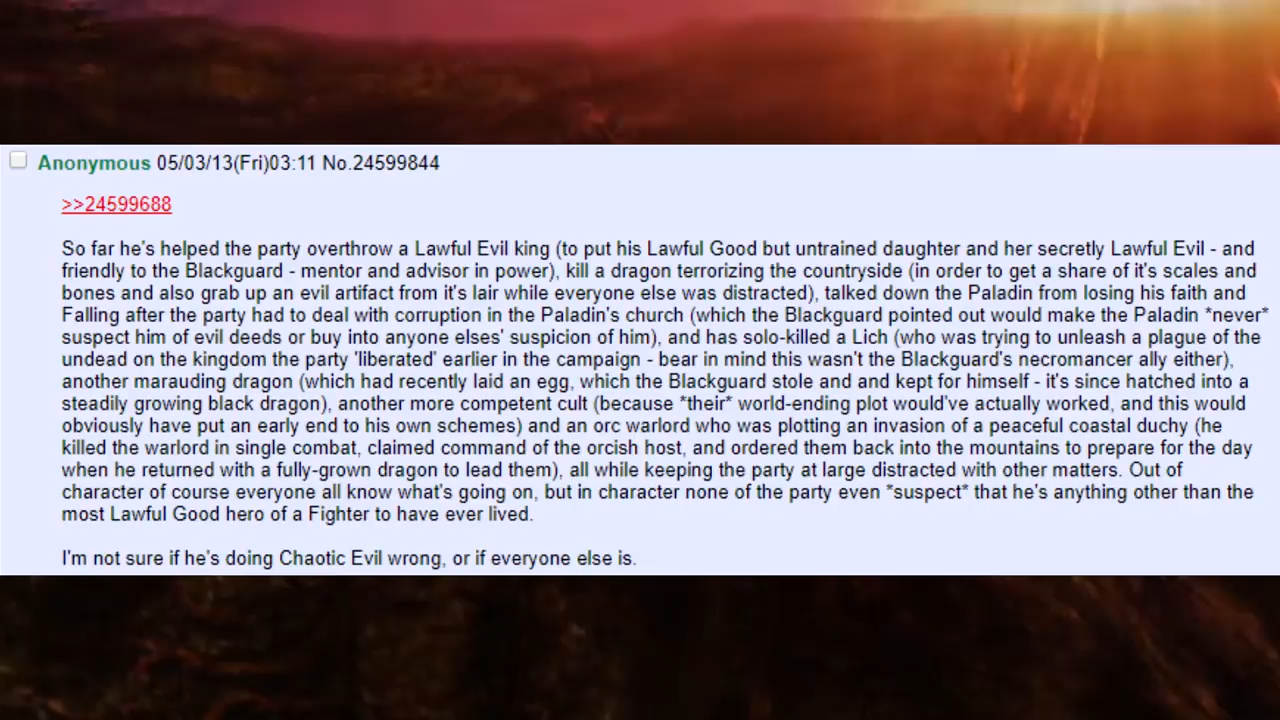 Anonymous 05/03/13(Fri)03:11 No.24599844
>>24599688
So far he's helped the party overthrow a Lawful Evil king (to put his Lawful Good but untrained daughter and her secretly Lawful Evil - and
friendly to the Blackguard - mentor and advisor in power), kill a dragon terrorizing the countryside (in order to get a share of it's scales and
bones and also grab up an evil artifact from it's lair while everyone else was distracted), talked down the Paladin from losing his faith and
Falling after the party had to deal with corruption in the Paladin's church (which the Blackguard pointed out would make the Paladin *never*
suspect him of evil deeds or buy into anyone elses' suspicion of him), and has solo-killed a Lich (who was trying to unleash a plague of the
undead on the kingdom the party 'liberated' earlier in the campaign - bear in mind this wasn't the Blackguard's necromancer ally either),
another marauding dragon (which had recently laid an egg, which the Blackguard stole and and kept for himself - it's since hatched into a
steadily growing black dragon), another more competent cult (because *their* world-ending plot would've actually worked, and this would
obviously have put an early end to his own schemes) and an orc warlord who was plotting an invasion of a peaceful coastal duchy (he
killed the warlord in single combat, claimed command of the orcish host, and ordered them back into the mountains to prepare for the day
when he returned with a fully-grown dragon to lead them), all while keeping the party at large distracted with other matters. Out of
character of course everyone all know what's going on, but in character none of the party even *suspect* that he's anything other than the
most Lawful Good hero of a Fighter to have ever lived.
I'm not sure if he's doing Chaotic Evil wrong, or if everyone else is.